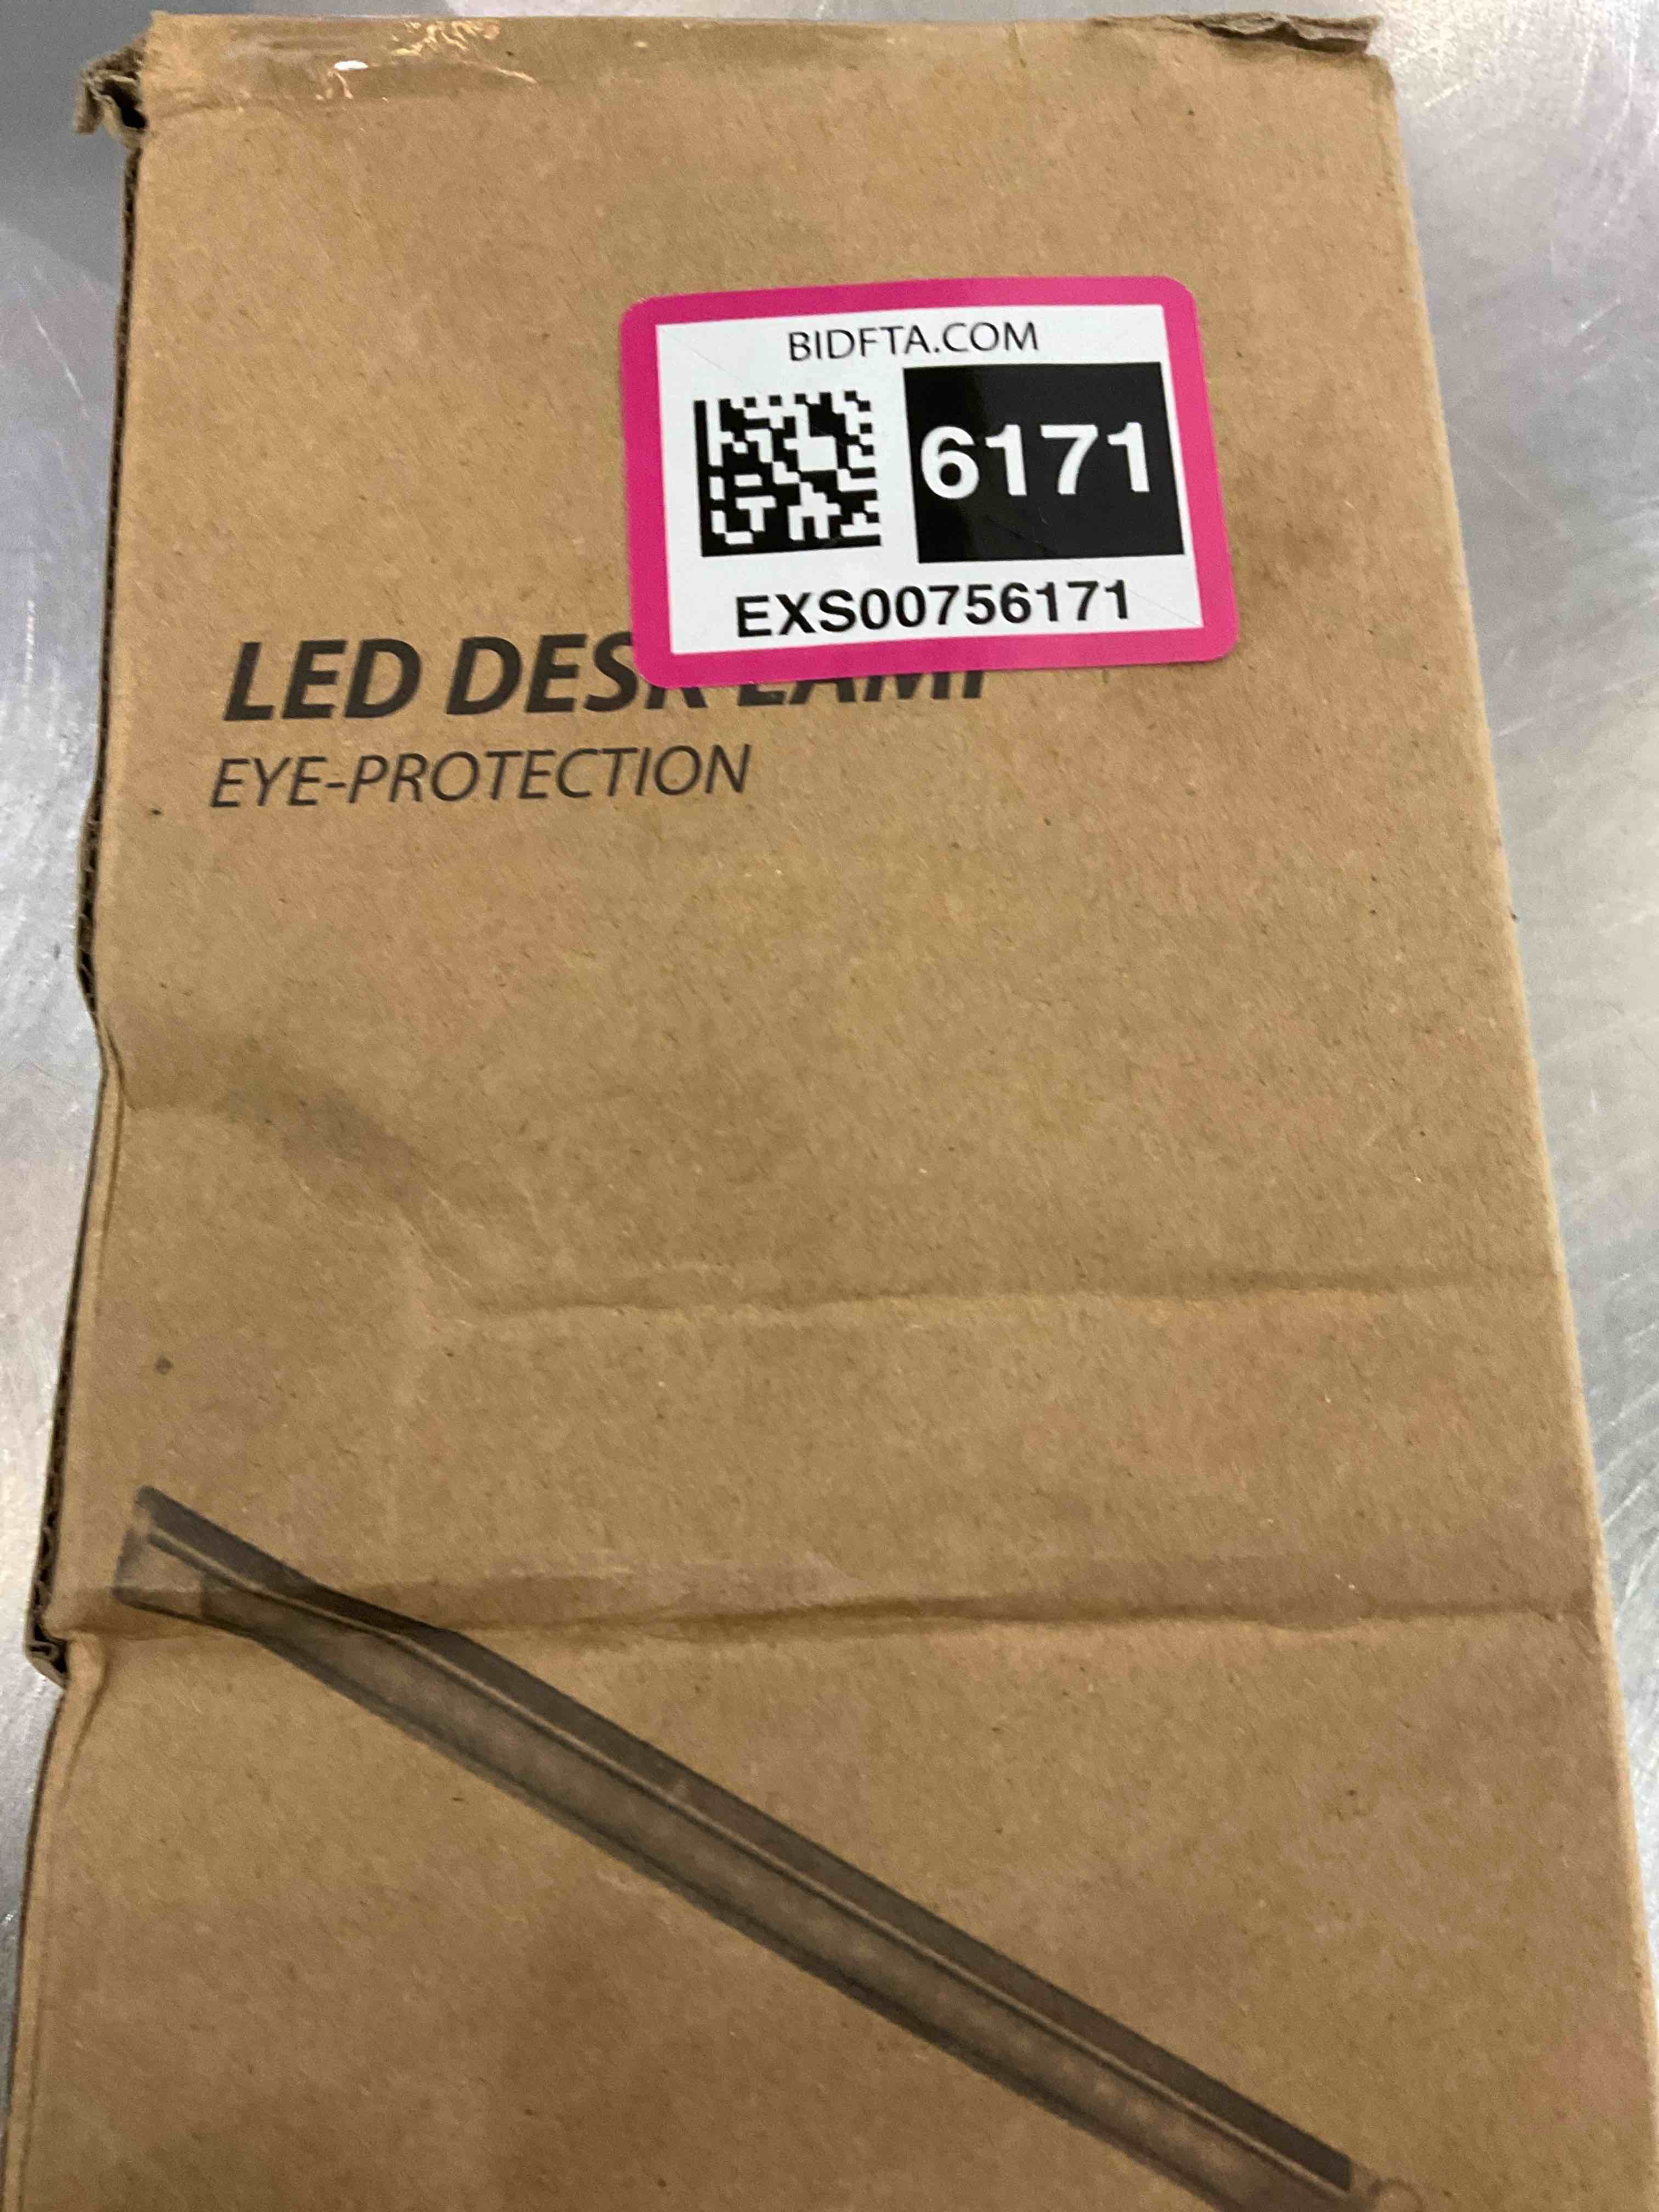 BIDFTA.COM
6171
EXS00756171
LED DESK LAMP
EYE-PROTECTION